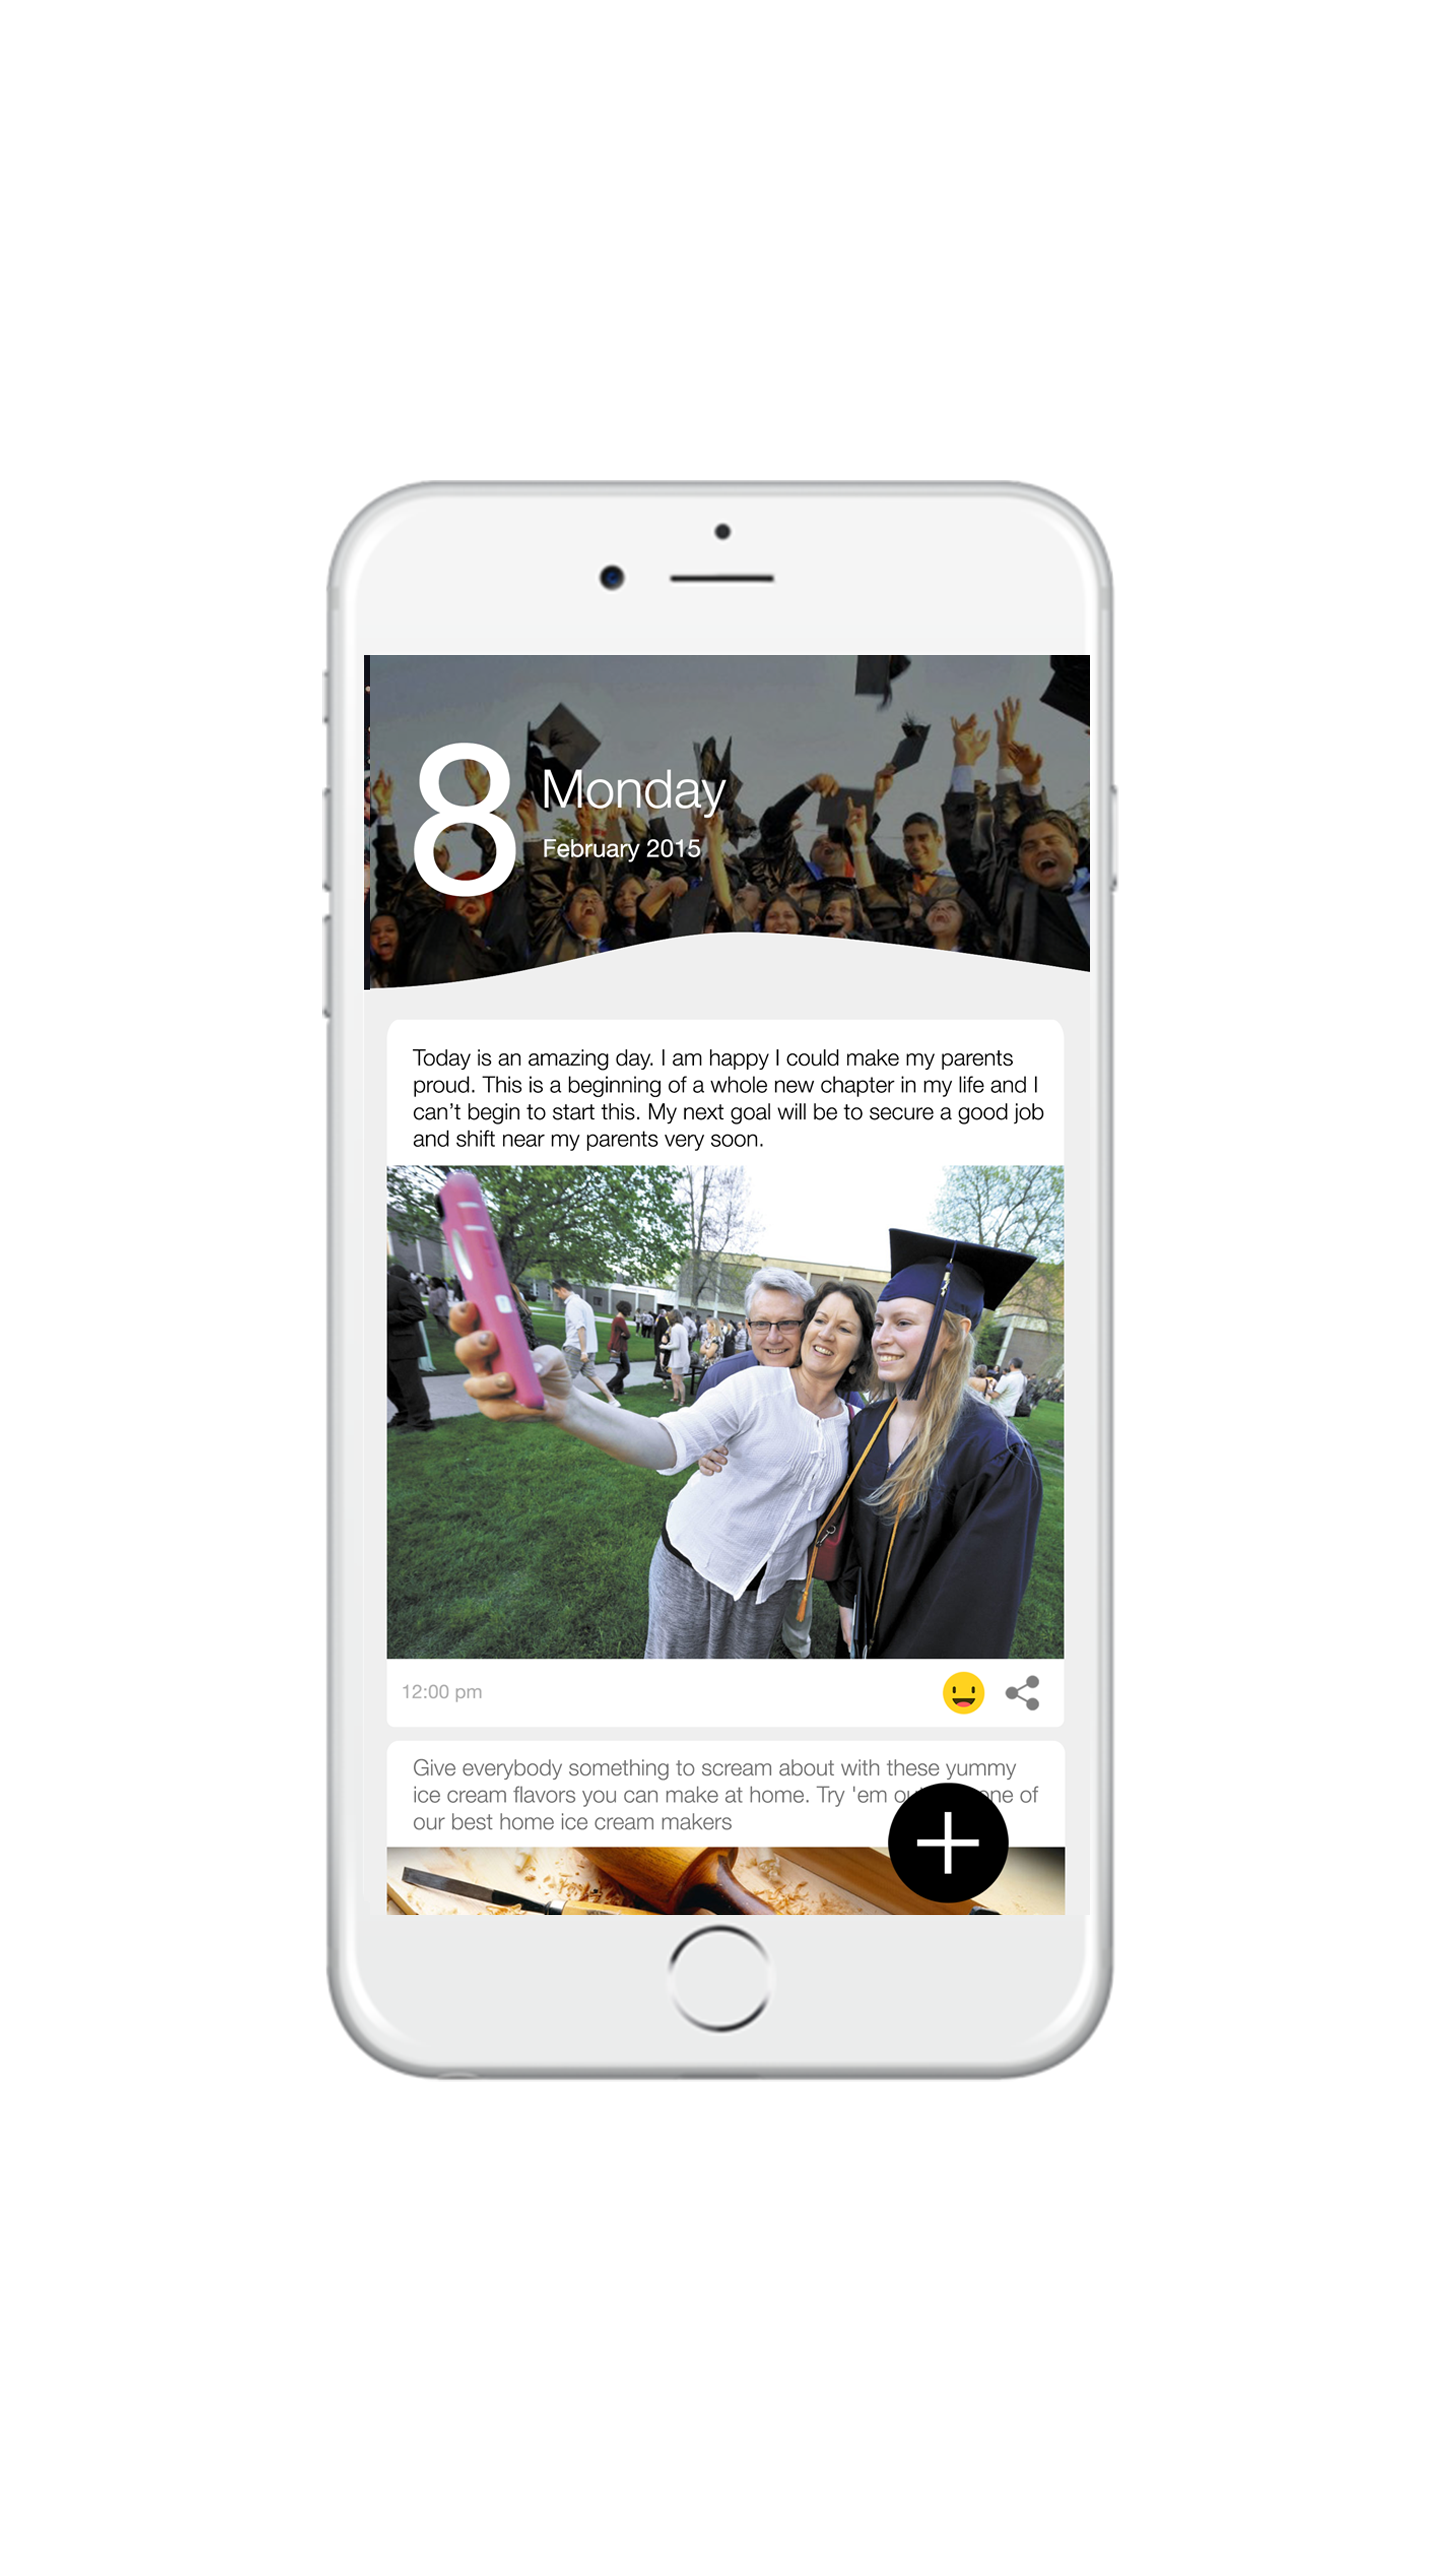 8
Monday
February 2015
Today is an amazing day. I am happy I could make my parents
proud. This is a beginning of a whole new chapter in my life and I
can’t begin to start this. My next goal will be to secure a good job
and shift near my parents very soon.
12:00 pm
Give everybody something to scream about with these yummy
ice cream flavors you can make at home. Try 'em of
our best home ice cream makers